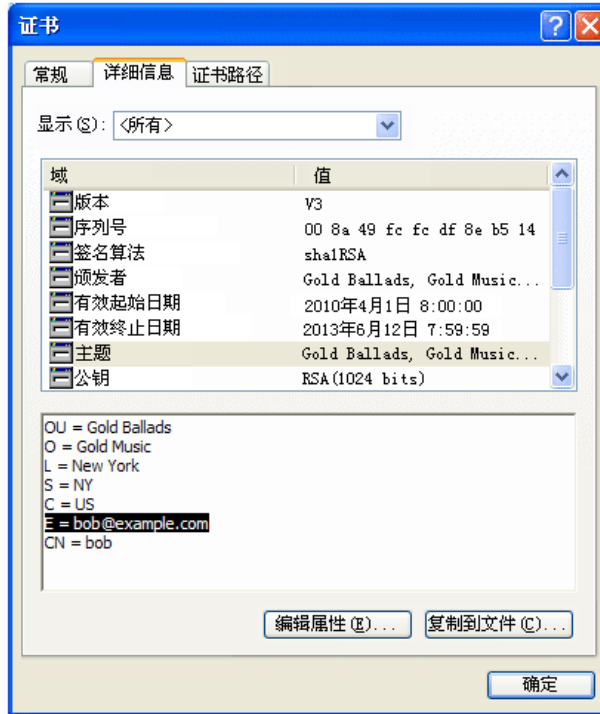 证书
常规 详细信息 证书路径
显示(S): <所有>
域 值
版本 V3
序列号 00 8a 49 fc fc df 8e b5 14
签名算法 sha1RSA
颁发者 Gold Ballads, Gold Music...
有效起始日期 2010年4月1日 8:00:00
有效终止日期 2013年6月12日 7:59:59
主题 Gold Ballads, Gold Music...
公钥 RSA(1024 bits)
OU = Gold Ballads
O = Gold Music
L = New York
S = NY
C = US
E = bob@example.com
CN = bob
编辑属性(E)... 复制到文件(C)...
确定